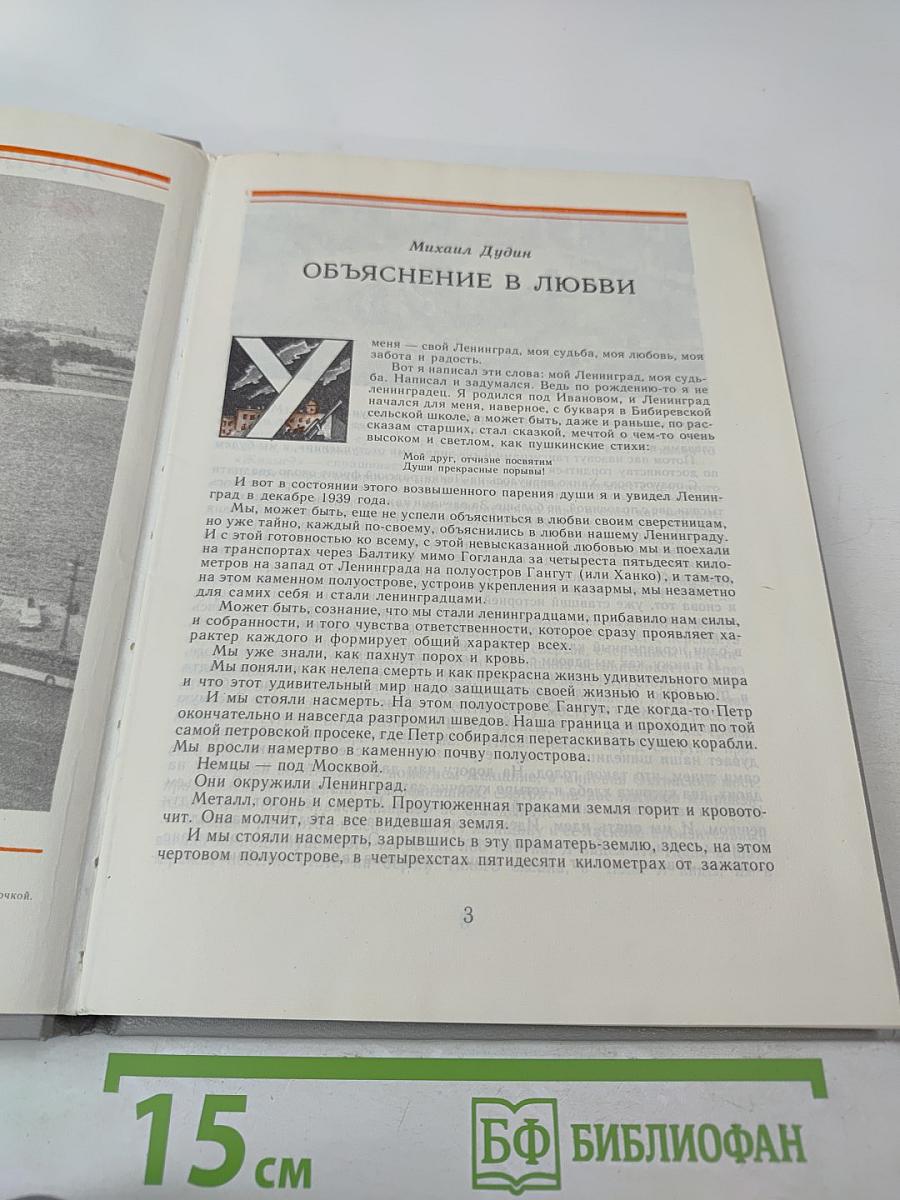 Михаил Дудин
ОБЪЯСНЕНИЕ В ЛЮБВИ
У меня — свой Ленинград, моя судьба, моя любовь, моя
забота и радость.
Вот я написал эти слова: мой Ленинград, моя судь-
ба. Написал и задумался. Ведь по рождению-то я не
ленинградец. Я родился под Ивановом, и Ленинград
начался для меня, наверное, с букваря в Бибиревской
сельской школе, а может быть, даже и раньше, по рас-
сказам старших, стал сказкой, мечтой о чем-то очень
высоком и светлом, как пушкинские стихи:
Мой друг, отчизне посвятим
Души прекрасные порывы!
И вот в состоянии этого возвышенного парения души я и увидел Ленин-
град в декабре 1939 года.
Мы, может быть, еще не успели объясниться в любви своим сверстницам,
но уже тайно, каждый по-своему, объяснились в любви нашему Ленинграду.
И с этой готовностью ко всему, с этой невысказанной любовью мы и поехали
на транспортах через Балтику мимо Гогланда за четыреста пятьдесят кило-
метров на запад от Ленинграда на полуостров Гангут (или Ханко), и там-то,
на этом каменном полуострове, устроив укрепления и казармы, мы незаметно
для самих себя и стали ленинградцами.
Может быть, сознание, что мы стали ленинградцами, прибавило нам силы,
и собранности, и того чувства ответственности, которое сразу проявляет ха-
рактер каждого и формирует общий характер всех.
Мы уже знали, как пахнут порох и кровь.
Мы поняли, как нелепа смерть и как прекрасна жизнь удивительного мира
и что этот удивительный мир надо защищать своей жизнью и кровью.
И мы стояли насмерть. На этом полуострове Гангут, где когда-то Петр
окончательно и навсегда разгромил шведов. Наша граница и проходит по той
самой петровской просеке, где Петр собирался перетаскивать сушею корабли.
Мы вросли намертво в каменную почву полуострова.
Немцы — под Москвой.
Они окружили Ленинград.
Металл, огонь и смерть. Проутюженная траками земля горит и кровото-
чит. Она молчит, эта все видевшая земля.
И мы стояли насмерть, зарывшись в эту праматерь-землю, здесь, на этом
чертовом полуострове, в четырехстах пятидесяти километрах от зажатого
3
очкой.
15 см
БФ БИБЛИОФАН